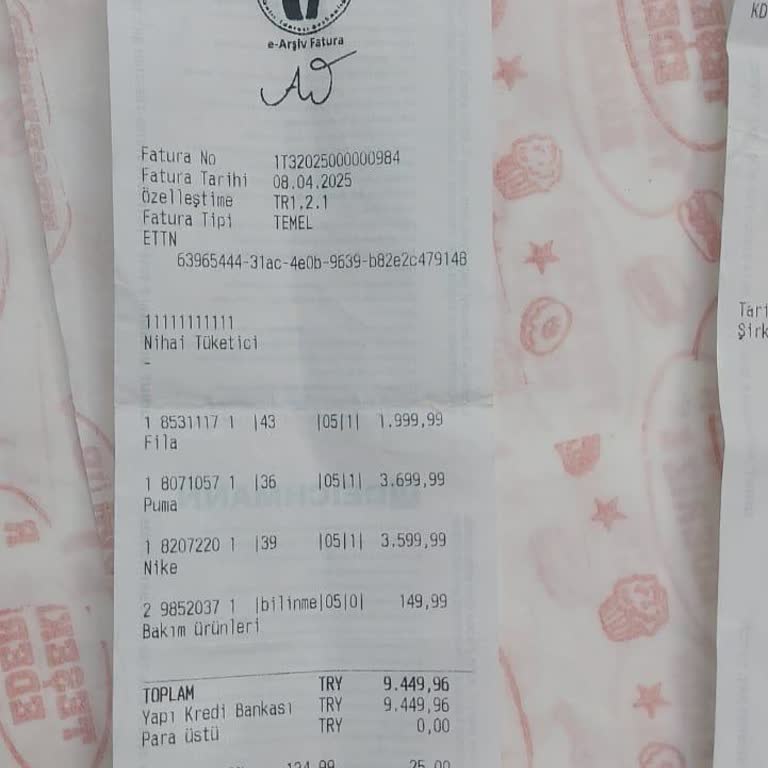 e-Arşiv Fatura
Fatura No 1T32025000000984
Fatura Tarihi 08.04.2025
Özelleştime TR1.2.1
Fatura Tipi TEMEL
ETTN
63965444-31ac-4e0b-9639-b82e2c479148
11111111111
Nihai Tüketici
-
1 8531117 1 |43 |05|1| 1.999,99
Fila
1 8071057 1 |36 |05|1| 3.699,99
Puma
1 8207220 1 |39 |05|1| 3.599,99
Nike
2 9852037 1 |bilinme|05|0| 149,99
Bakım ürünleri
TOPLAM TRY 9.449,96
Yapı Kredi Bankası TRY 9.449,96
Para üstü TRY 0,00
KD
Tari
Şirk